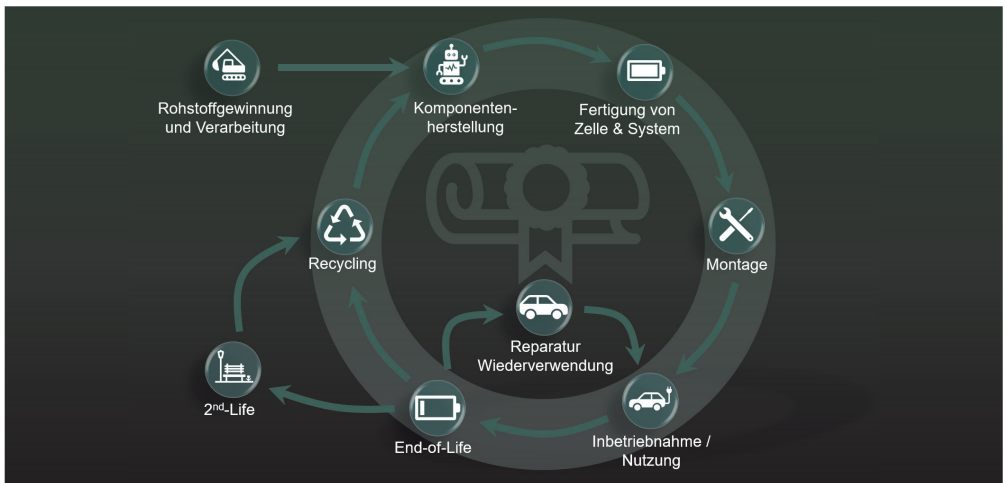 Rohstoffgewinnung
und Verarbeitung
Komponenten-
herstellung
Fertigung von
Zelle & System
Montage
Recycling
Reparatur
Wiederverwendung
2nd-Life
End-of-Life
Inbetriebnahme /
Nutzung